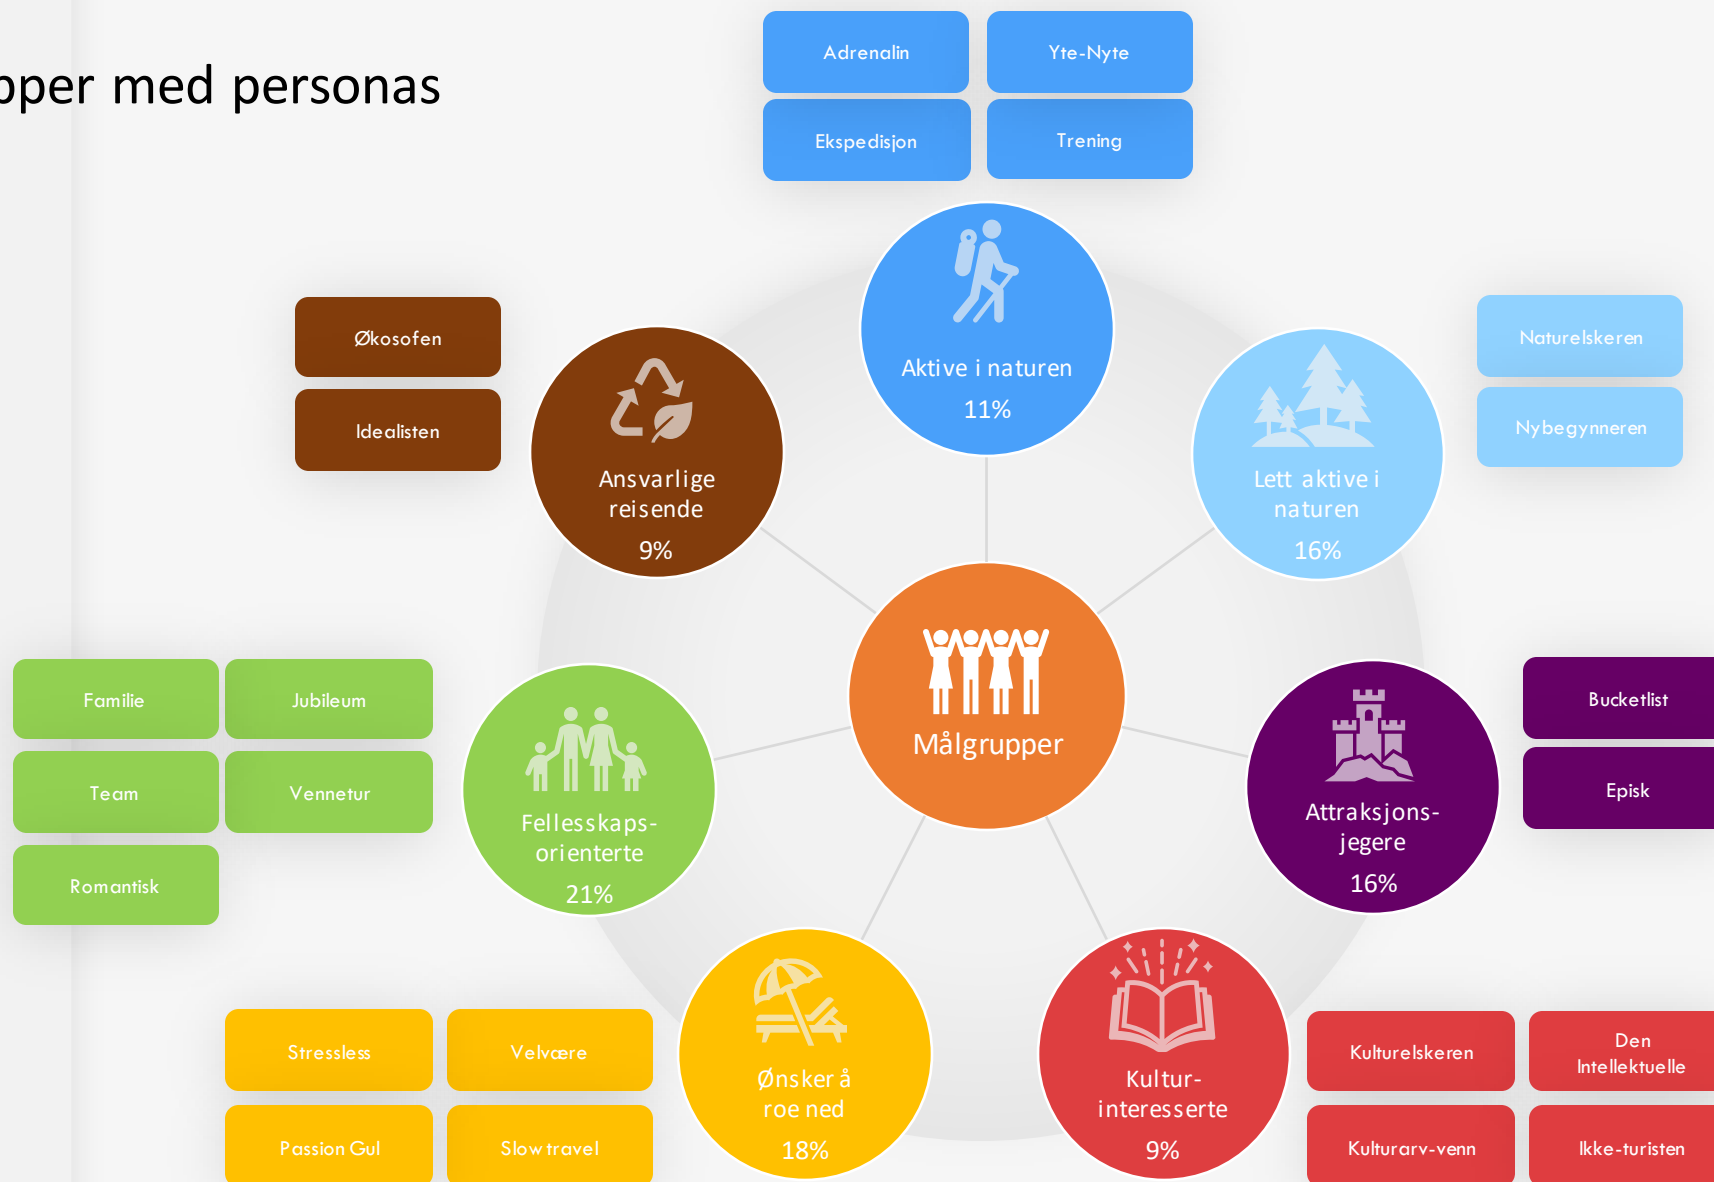 pper med personas
Adrenalin
Yte-Nyte
Ekspedisjon
Trening
Aktive i naturen
11%
Økosofen
Idealisten
Ansvarlige
reisende
9%
Lett aktive i
naturen
16%
Naturelskeren
Nybegynneren
Målgrupper
Familie
Jubileum
Team
Vennetur
Romantisk
Fellesskaps-
orienterte
21%
Attraksjons-
jegere
16%
Bucketlist
Episk
Stressless
Velvære
Passion Gul
Slow travel
Ønsker å
roe ned
18%
Kultur-
interesserte
9%
Kulturelskeren
Den
Intellektuelle
Kulturarv-venn
Ikke-turisten